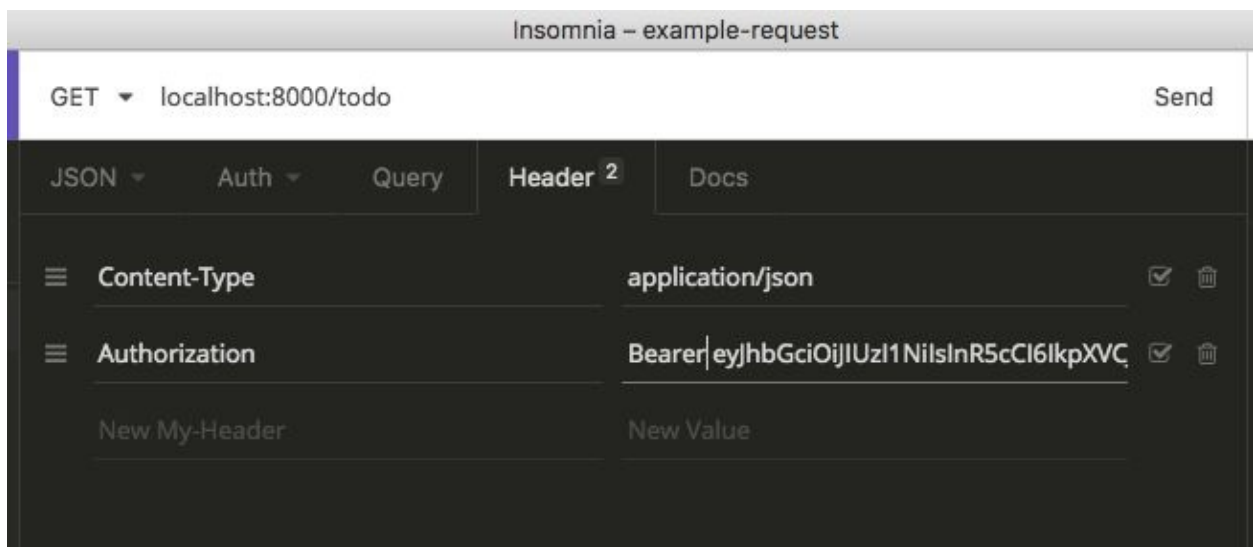 Insomnia – example-request
GET localhost:8000/todo Send
JSON Auth Query Header 2 Docs
Content-Type application/json
Authorization Bearer eyJhbGciOiJIUzI1NiIsInR5cCI6IkpXVC
New My-Header New Value